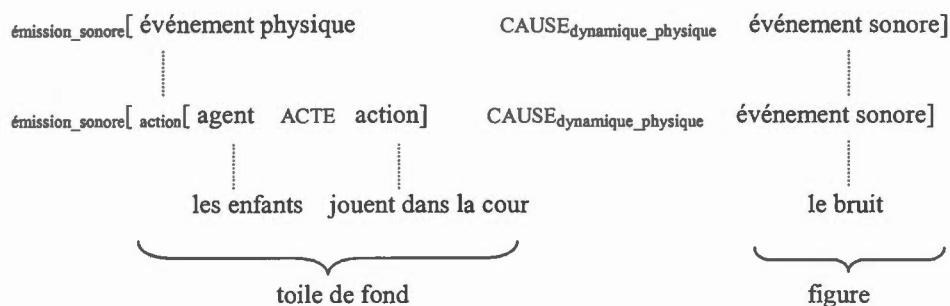 émission_sonore[ événement physique CAUSEdynamique_physique événement sonore]
émission_sonore[ action[ agent ACTE action] CAUSEdynamique_physique événement sonore]
les enfants jouent dans la cour le bruit
toile de fond figure